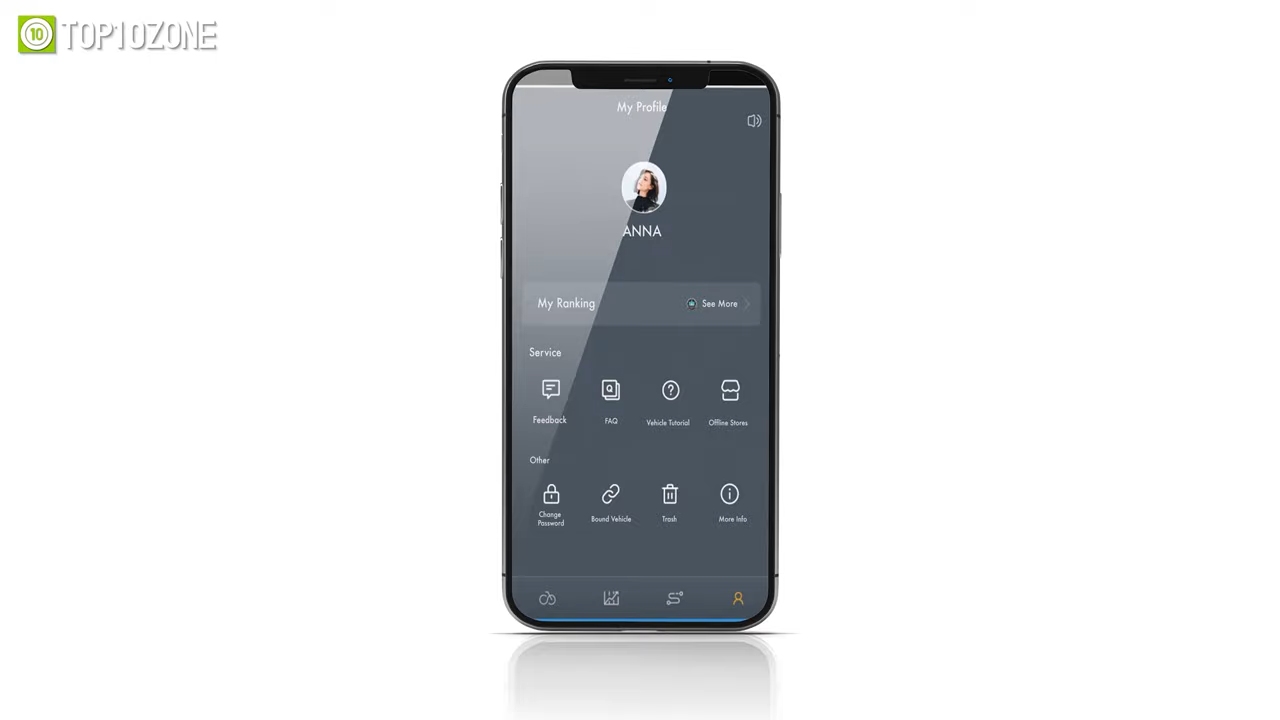 10 TOP10ZONE
My Profile
ANNA
My Ranking See More
Service
Feedback FAQ Vehicle Tutorial Offline Stores
Other
Change
Password Bound Vehicle Trash More Info